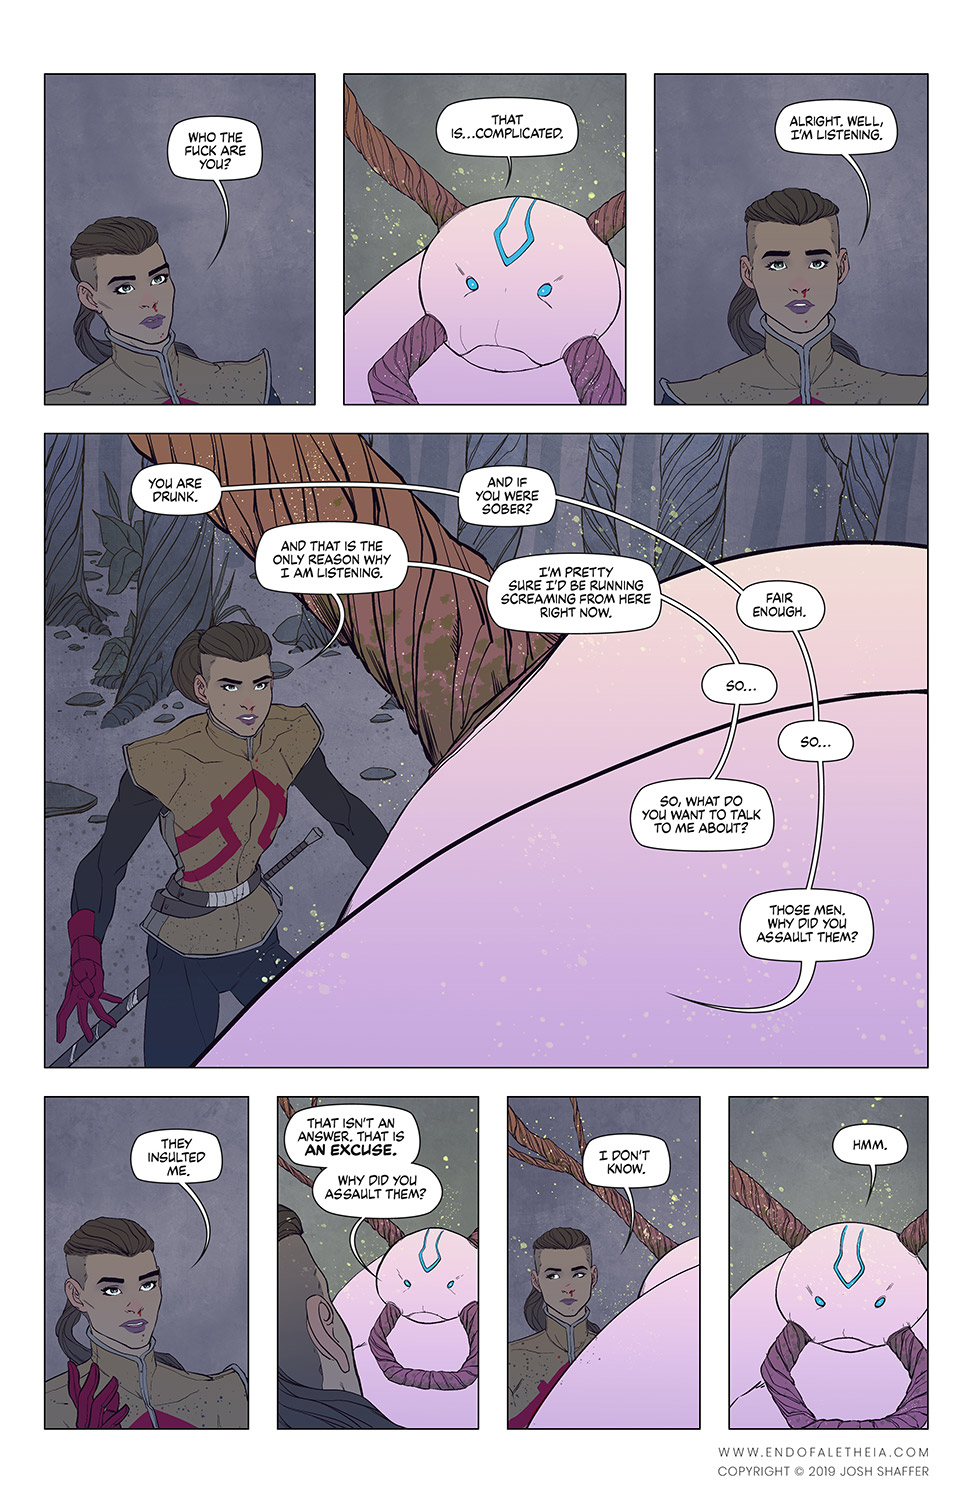 WHO THE
FUCK ARE
YOU?
THAT
IS...COMPLICATED.
ALRIGHT. WELL,
I'M LISTENING.
YOU ARE
DRUNK.
AND IF
YOU WERE
SOBER?
AND THAT IS THE
ONLY REASON WHY
I AM LISTENING.
I'M PRETTY
SURE I'D BE RUNNING
SCREAMING FROM HERE
RIGHT NOW.
FAIR
ENOUGH.
SO...
SO...
SO, WHAT DO
YOU WANT TO TALK
TO ME ABOUT?
THOSE MEN.
WHY DID YOU
ASSAULT THEM?
THEY
INSULTED
ME.
THAT ISN'T AN
ANSWER. THAT IS
AN EXCUSE.
WHY DID YOU
ASSAULT THEM?
I DON'T
KNOW.
HMM.
WWW.ENDOFALETHEIA.COM
COPYRIGHT © 2019 JOSH SHAFFER